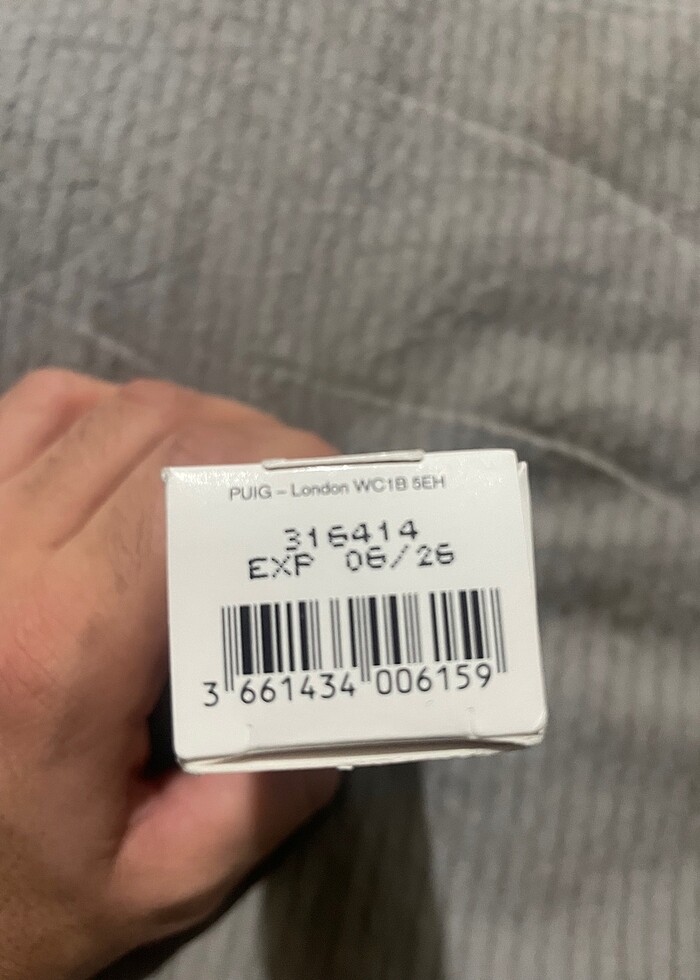 PUIG – London WC1B 5EH
316414
EXP 06/26
3 661434 006159